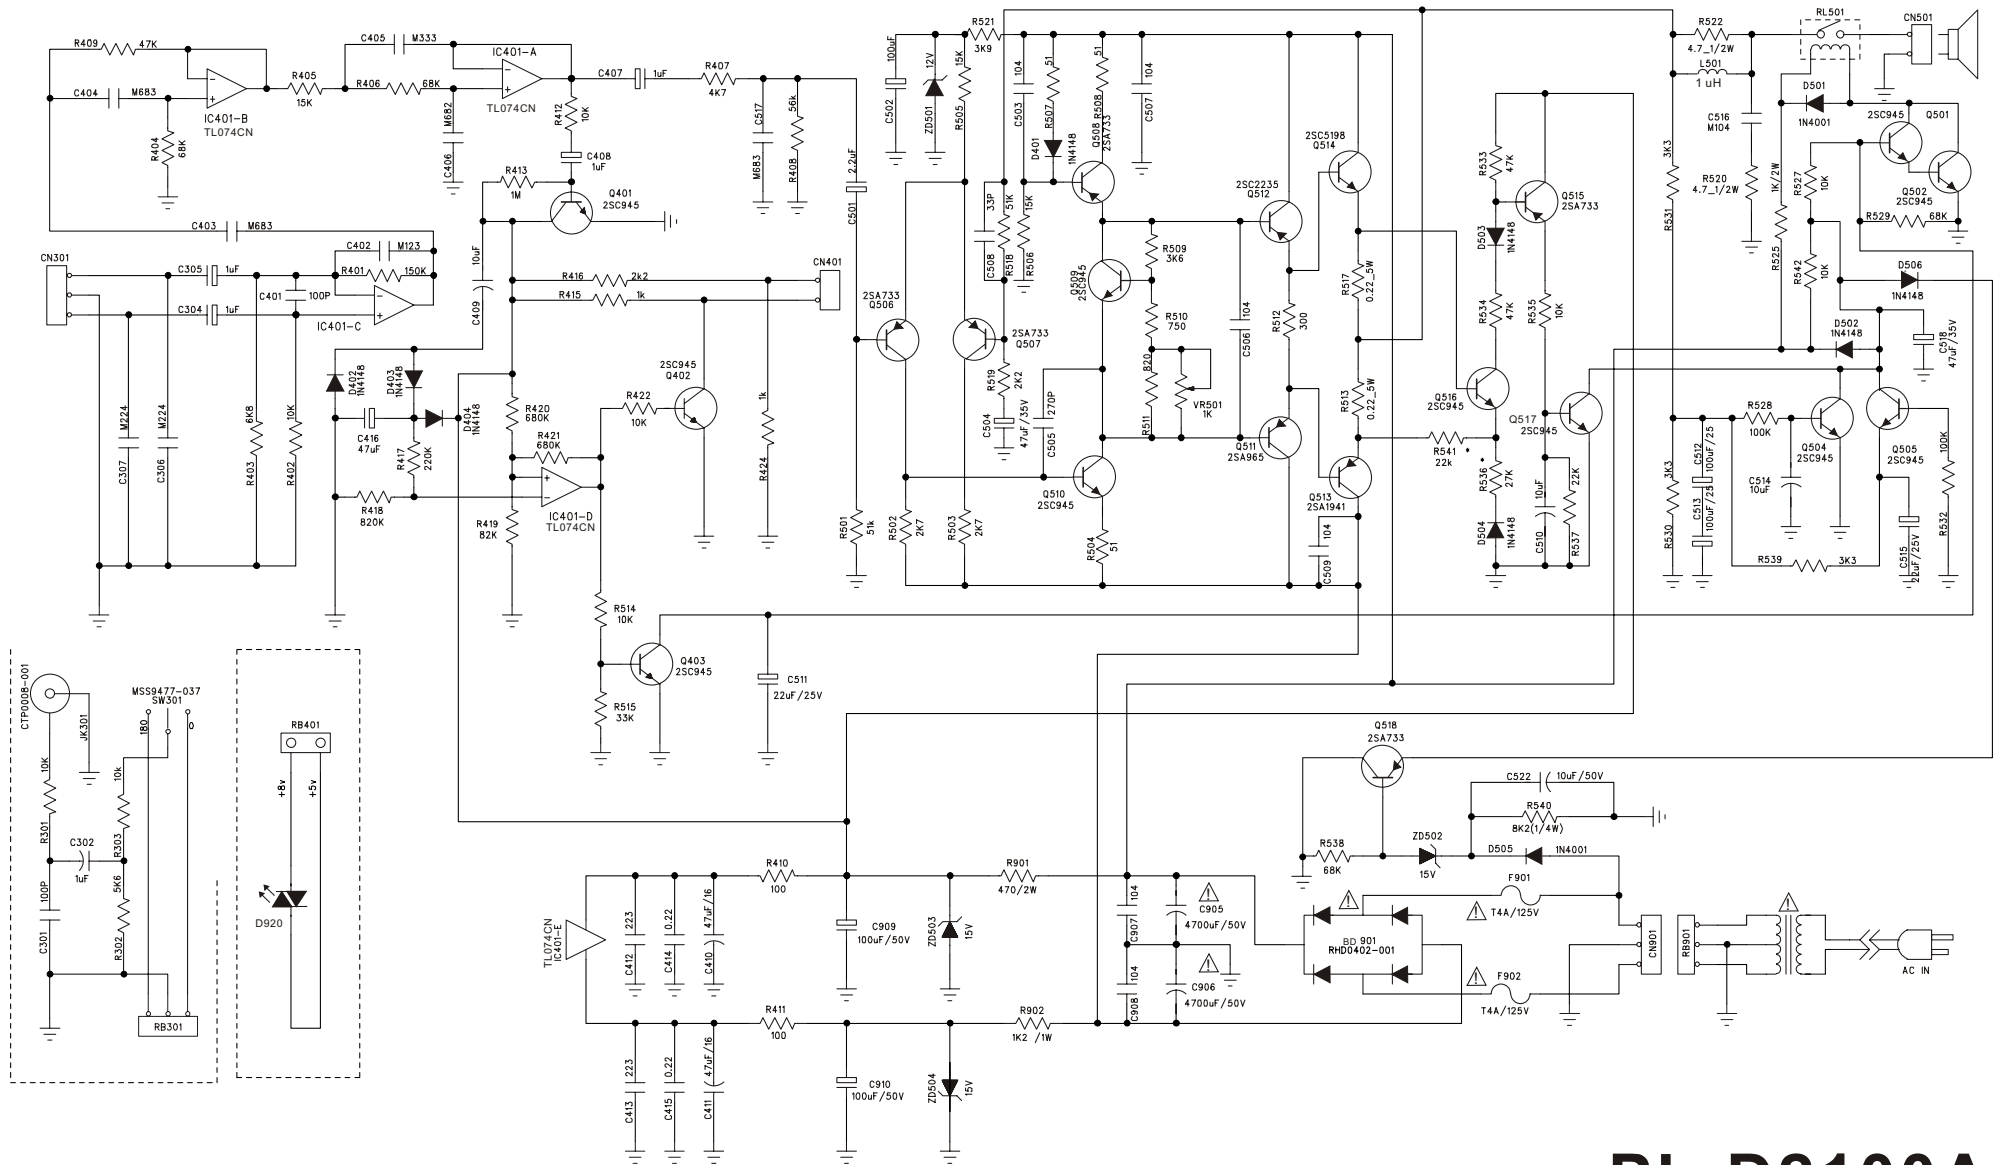 R409 47K
C404 M683
R404 68K
IC401-B
TL074CN
R405
15K
C405 M333
R406 68K
M682
C406
IC401-A
TL074CN
R412 10K
C407 1uF
R407
4K7
C408
1uF
C517
M683
56k
R408
R413
1M
Q401
2SC945
C403 M683
C402 M123
R401 150K
CN301
C305 1uF
C401 100P
C304 1uF
IC401-C
M224
C307
M224
C306
6K8
R403
10K
R402
10uF
C409
R416 2k2
R415 1k
CN401
D402
1N4148
D403
1N4148
D404
1N4148
C416
47uF
R417
220K
R418
820K
R420
680K
R421
680K
IC401-D
TL074CN
R419
82K
R422
10K
2SC945
Q402
1k
R424
R514
10K
R515
33K
Q403
2SC945
C511
22uF/25V
2.2uF
C501
R501
51k
100uF
C502
12V
ZD501
R521
3K9
15K
R505
104
C503
51
R507
D401
1N4148
51
R508
Q508
2SA733
104
C507
2SA733
Q506
2SA733
Q507
33P
C508
51K
R518
15K
R506
R519
2K2
C504
47uF/25V
270P
C505
R502
2K7
R503
2K7
Q509
2SC945
R509
3K6
R510
750
820
R511
VR501
1K
104
C506
Q510
2SC945
R504
51
2SC2235
Q512
R512
300
Q511
2SA965
2SC5198
Q514
R517
0.22_5W
R513
0.22_5W
Q513
2SA1941
104
C509
R533
47K
Q515
2SA733
D503
1N4148
R534
47K
R535
10K
Q516
2SC945
Q517
2SC945
R541
22k
R536
27K
D504
1N4148
10uF
C510
22K
R537
R522
4.7_1/2W
L501
1 uH
RL501
CN501
D501
1N4001
C516
M104
R520
4.7_1/2W
3K3
R531
1K/2W
R525
R527
10K
R542
10K
2SC945
Q501
Q502
2SC945
R529 68K
D506
1N4148
D502
1N4148
C518
47uF/35V
R528
100K
Q504
2SC945
Q505
2SC945
C512
100uF/25
C513
100uF/25
3K3
R530
C514
10uF
R539 3K3
C515
22uF/25V
100K
R532
CTP0008-001
JK301
MSS9477-037
SW301
180
0
10K
R301
10k
R303
C302
1uF
100P
C301
5K6
R302
RB301
RB401
+8v
+5v
D920
TL074CN
IC401-E
223
C412
0.22
C414
47uF/16
C410
R410
100
C909
100uF/50V
ZD503
15V
R901
470/2W
104
C907
C905
4700uF/50V
104
C908
C906
4700uF/50V
R411
100
R902
1K2 /1W
223
C413
0.22
C415
47uF/16
C411
C910
100uF/50V
ZD504
15V
Q518
2SA733
C522 10uF/50V
R540
8K2(1/4W)
R538
68K
ZD502
15V
D505 1N4001
F901
T4A/125V
BD 901
RHD0402-001
F902
T4A/125V
CN901
RB901
AC IN